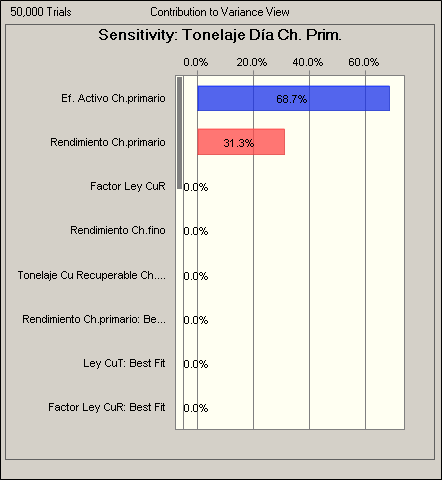 50,000 Trials Contribution to Variance View
Sensitivity: Tonelaje Día Ch. Prim.
0.0% 20.0% 40.0% 60.0%
Ef. Activo Ch.primario 68.7%
Rendimiento Ch.primario 31.3%
Factor Ley CuR 0.0%
Rendimiento Ch.fino 0.0%
Tonelaje Cu Recuperable Ch.... 0.0%
Rendimiento Ch.primario: Be... 0.0%
Ley CuT: Best Fit 0.0%
Factor Ley CuR: Best Fit 0.0%